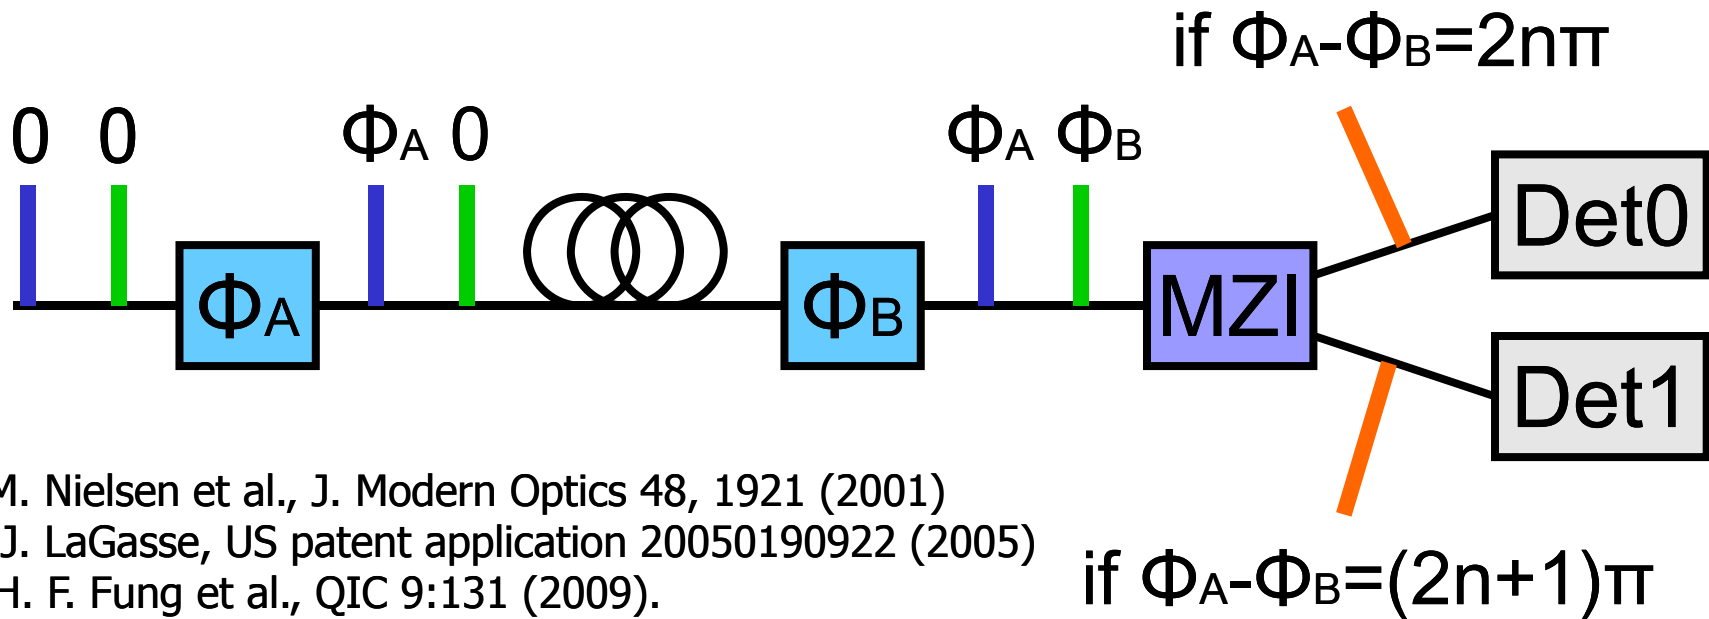 if ΦA-ΦB=2nπ
0 0 ΦA 0 ΦA ΦB
Det0
ΦA ΦB MZI
Det1
M. Nielsen et al., J. Modern Optics 48, 1921 (2001)
J. LaGasse, US patent application 20050190922 (2005)
H. F. Fung et al., QIC 9:131 (2009).
if ΦA-ΦB=(2n+1)π